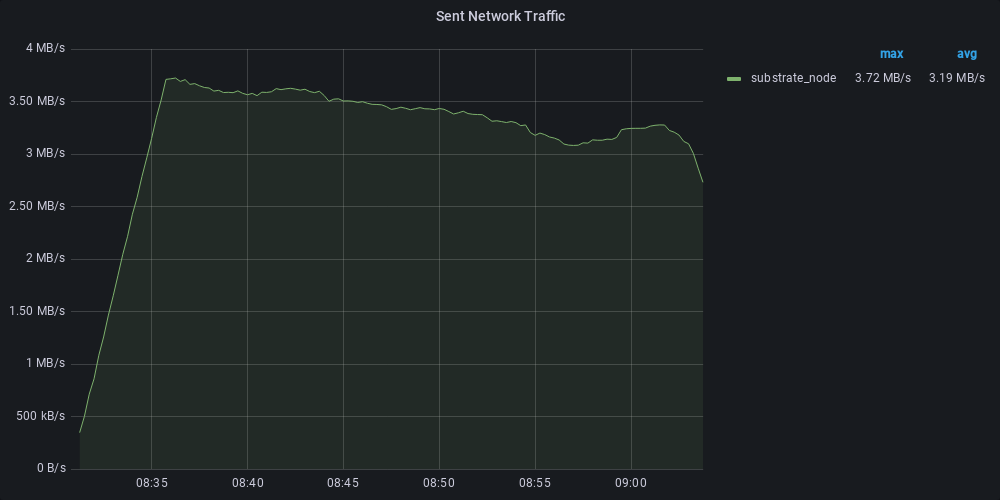 Sent Network Traffic
4 MB/s
3.50 MB/s
3 MB/s
2.50 MB/s
2 MB/s
1.50 MB/s
1 MB/s
500 kB/s
0 B/s
08:35 08:40 08:45 08:50 08:55 09:00
max avg
substrate_node 3.72 MB/s 3.19 MB/s